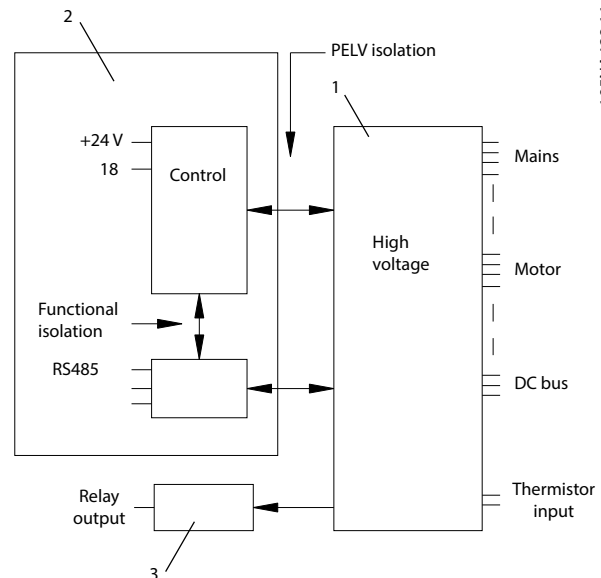 2
PELV isolation
1
+24 V
18
Control
Mains
High
voltage
Motor
Functional
isolation
RS485
DC bus
Relay
output
Thermistor
input
3